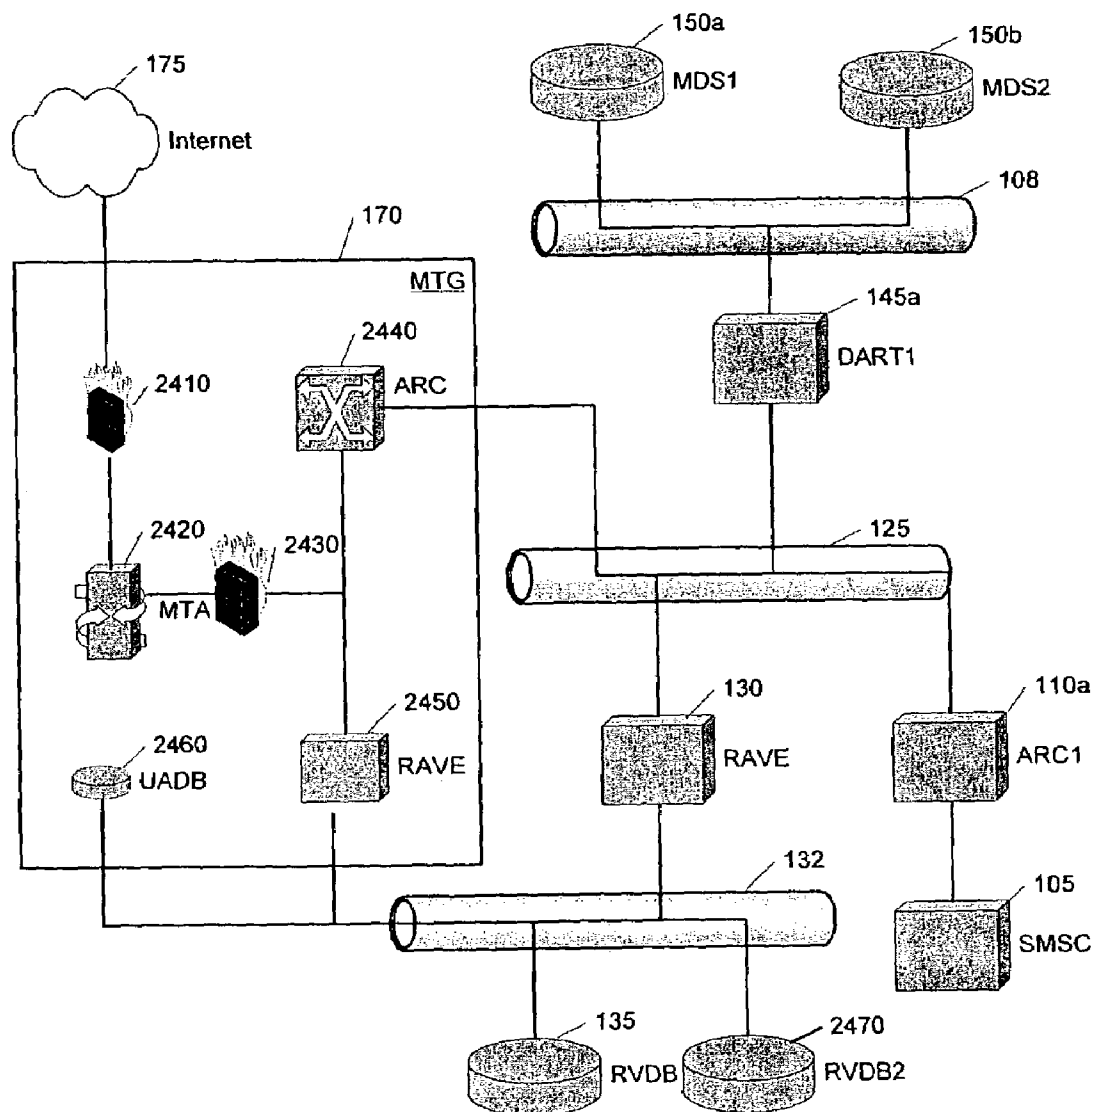 150a
MDS1
150b
MDS2
175
Internet
108
170
MTG
145a
DART1
2440
ARC
2410
2420
MTA
2430
125
2450
RAVE
130
RAVE
110a
ARC1
2460
UADB
132
105
SMSC
135
RVDB
2470
RVDB2